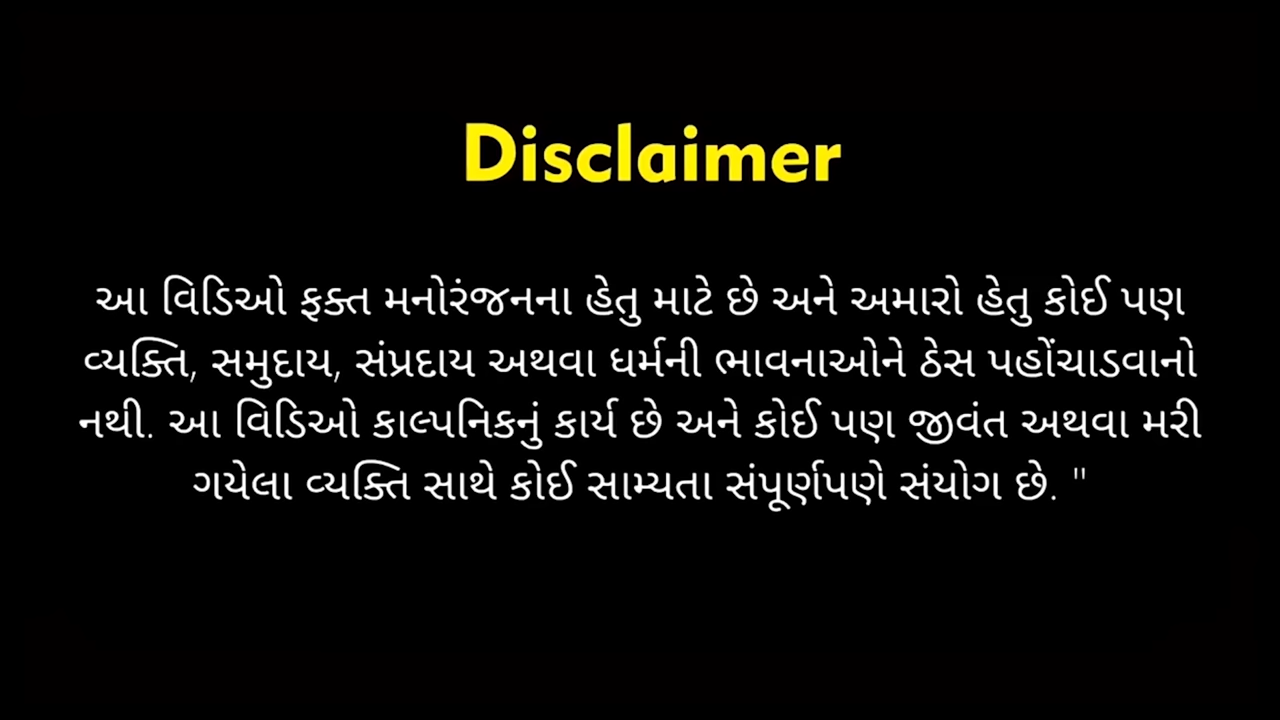 Disclaimer
આ વિડિઓ ફક્ત મનોરંજનના હેતુ માટે છે અને અમારો હેતુ કોઈ પણ
વ્યક્તિ, સમુદાય, સંપ્રદાય અથવા ધર્મની ભાવનાઓને ઠેસ પહોંચાડવાનો
નથી. આ વિડિઓ કાલ્પનિકનું કાર્ય છે અને કોઈ પણ જીવંત અથવા મરી
ગયેલા વ્યક્તિ સાથે કોઈ સામ્યતા સંપૂર્ણપણે સંયોગ છે. "